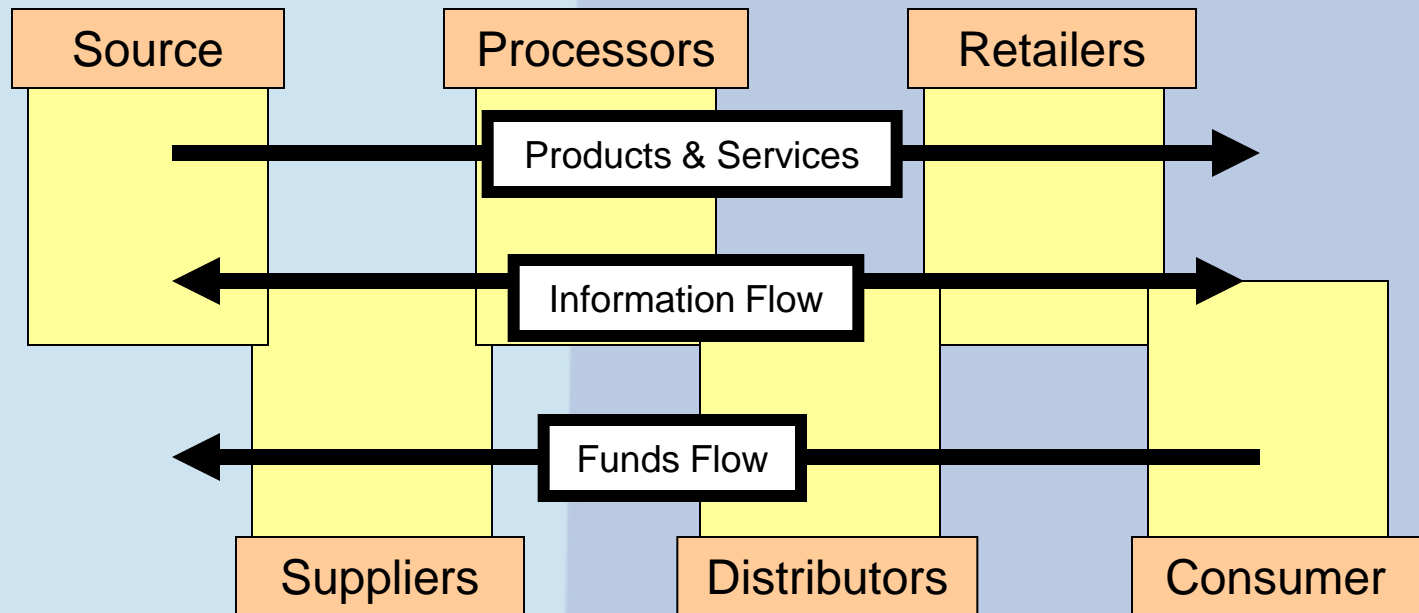 Source
Processors
Retailers
Products & Services
Information Flow
Funds Flow
Suppliers
Distributors
Consumer